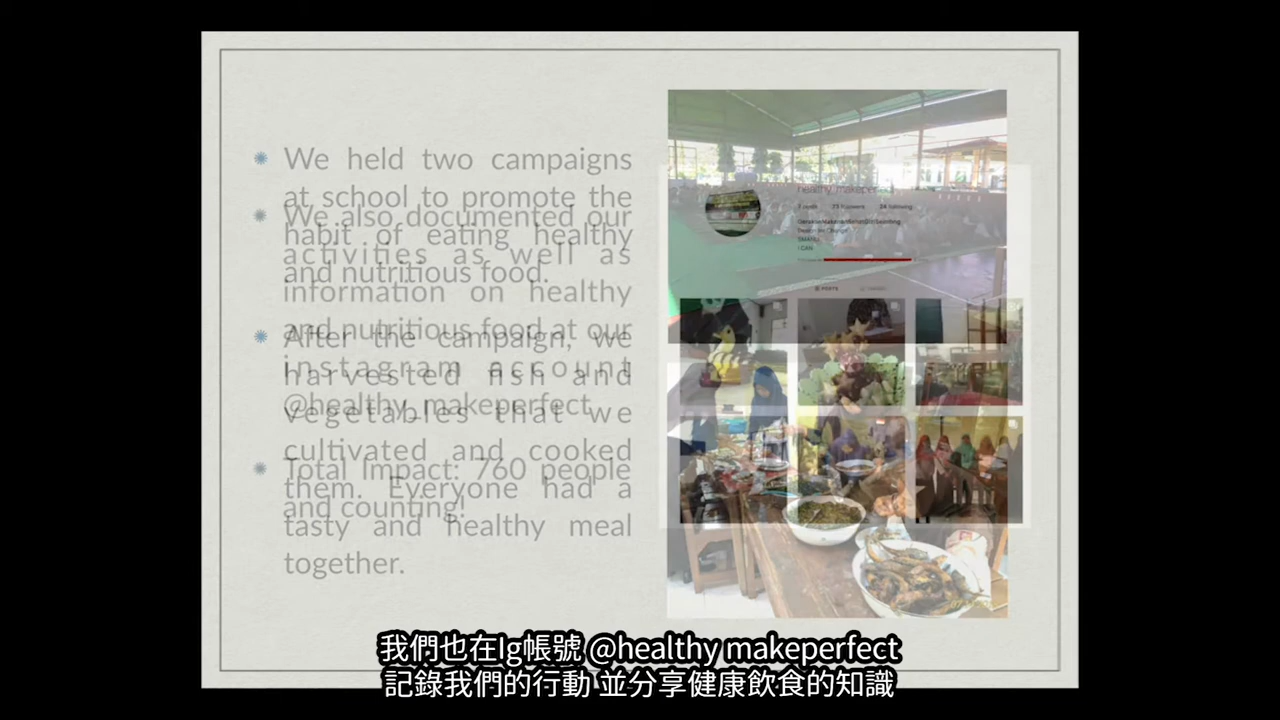 We held two campaigns
at school to promote the
habit of eating healthy
and nutritious food.
After the campaign, we
harvested fish and
vegetables that we
cultivated and cooked
them. Everyone had a
tasty and healthy meal
together.
We also documented our
activities as well as
information on healthy
and nutritious food at our
instagram account
@healthy_makeperfect
Total Impact: 760 people
and counting!
healthy_makeperfect
我們也在Ig帳號 @healthy makeperfect
記錄我們的行動 並分享健康飲食的知識